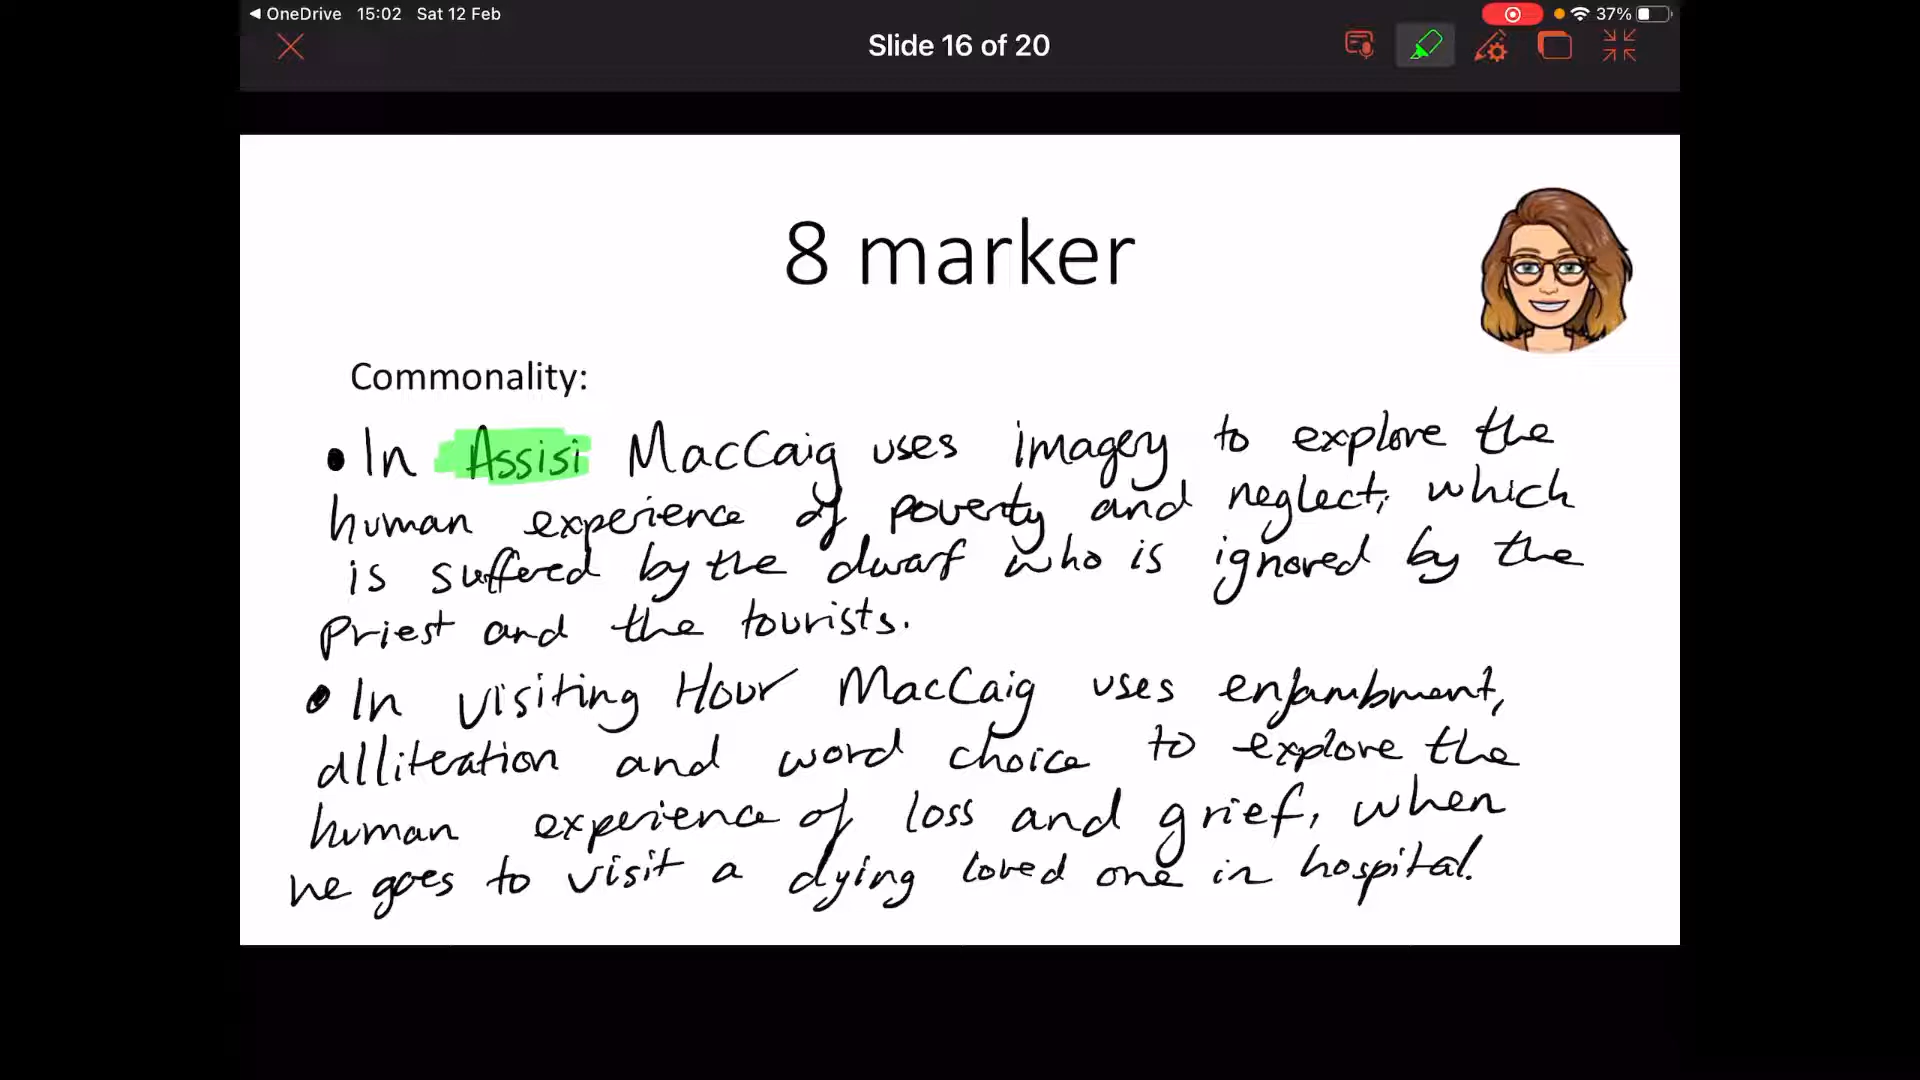 OneDrive 15:02 Sat 12 Feb
37%
Slide 16 of 20
8 marker
Commonality:
• In Assisi MacCaig uses imagery to explore the
human experience of poverty and neglect, which
is suffered by the dwarf who is ignored by the
Priest and the tourists.
• In visiting Hour MacCaig uses enjambment,
alliteration and word choice to explore the
human experience of loss and grief, when
he goes to visit a dying loved one in hospital.